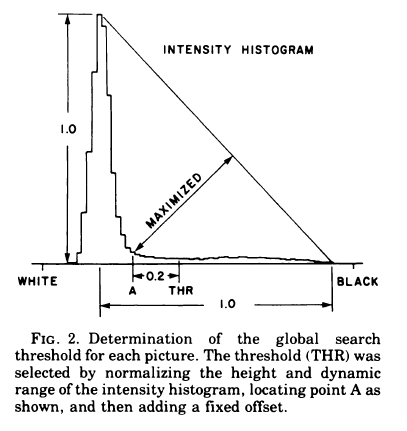 INTENSITY HISTOGRAM
1.0
MAXIMIZED
0.2
WHITE
A
THR
BLACK
1.0
FIG. 2. Determination of the global search
threshold for each picture. The threshold (THR) was
selected by normalizing the height and dynamic
range of the intensity histogram, locating point A as
shown, and then adding a fixed offset.